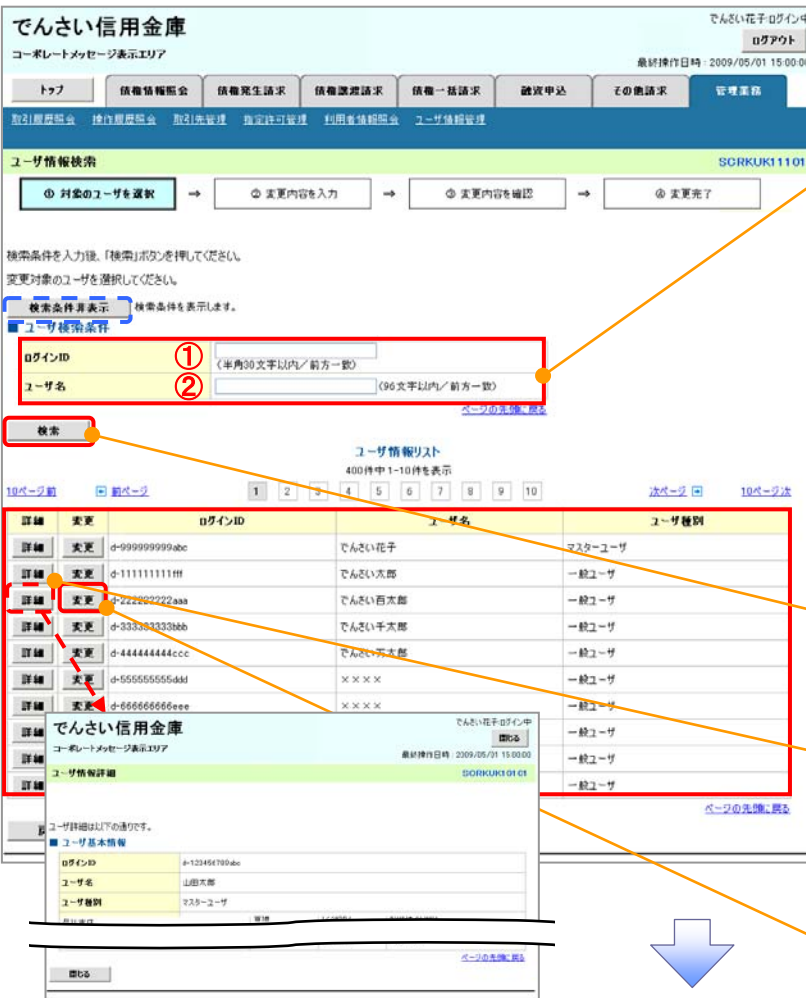 でんさい信用金庫
でんさい花子:ログイン中
ログアウト
コーポレートメッセージ表示エリア
最終操作日時：2009/05/01 15:00:00
トップ 債権情報照会 債権発生請求 債権譲渡請求 債権一括請求 融資申込 その他請求 管理業務
取引履歴照会 操作履歴照会 取引先管理 指定許可管理 利用者情報照会 ユーザ情報管理
ユーザ情報検索
SCRKUK11101
① 対象のユーザを選択 ⇒ ② 変更内容を入力 ⇒ ③ 変更内容を確認 ⇒ ④ 変更完了
検索条件を入力後、「検索」ボタンを押してください。
変更対象のユーザを選択してください。
検索条件非表示 検索条件を表示します。
■ ユーザ検索条件
ログインID ①
(半角30文字以内／前方一致)
ユーザ名 ② (96文字以内／前方一致)
ページの先頭に戻る
検索
ユーザ情報リスト
400件中1-10件を表示
10ページ前 前ページ 1 2 3 4 5 6 7 8 9 10 次ページ 10ページ次
詳細 変更 ログインID ユーザ名 ユーザ種別
詳細 変更 d-999999999abc でんさい花子 マスターユーザ
詳細 変更 d-111111111fff でんさい太郎 一般ユーザ
詳細 変更 d-222222222aaa でんさい百太郎 一般ユーザ
詳細 変更 d-333333333bbb でんさい千太郎 一般ユーザ
詳細 変更 d-444444444ccc でんさい万太郎 一般ユーザ
詳細 変更 d-555555555ddd ×××× 一般ユーザ
詳細 変更 d-666666666eee ×××× 一般ユーザ
一般ユーザ
一般ユーザ
一般ユーザ
ページの先頭に戻る
でんさい信用金庫
でんさい花子:ログイン中
閉じる
コーポレートメッセージ表示エリア
最終操作日時：2009/05/01 15:00:00
ユーザ情報詳細
SCRKUK10101
ユーザ詳細は以下の通りです。
■ ユーザ基本情報
ログインID d-123456789abc
ユーザ名 山田太郎
ユーザ種別 マスターユーザ
ページの先頭に戻る
閉じる